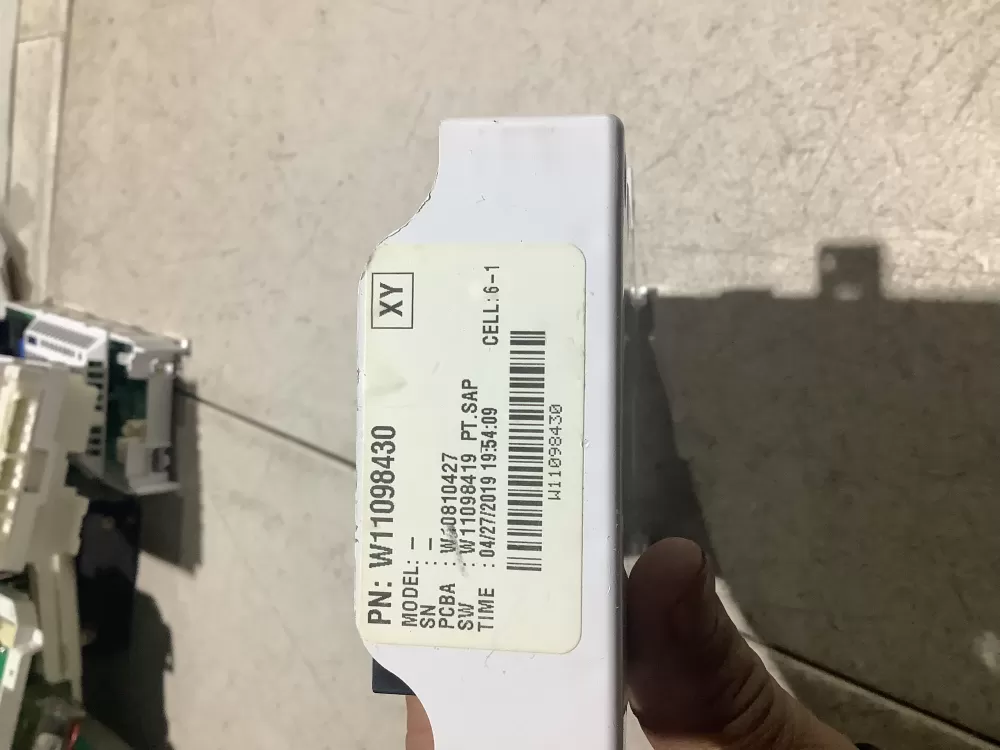 XY
PN: W11098430
MODEL: –
SN : –
PCBA : W10810427
SW : W11098419 PT.SAP
TIME : 04/27/2019 19:54:09 CELL:6-1
W11098430